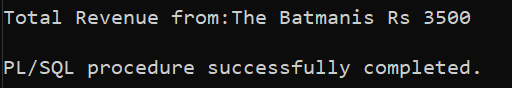 Total Revenue from:The Batmanis Rs 3500
PL/SQL procedure successfully completed.